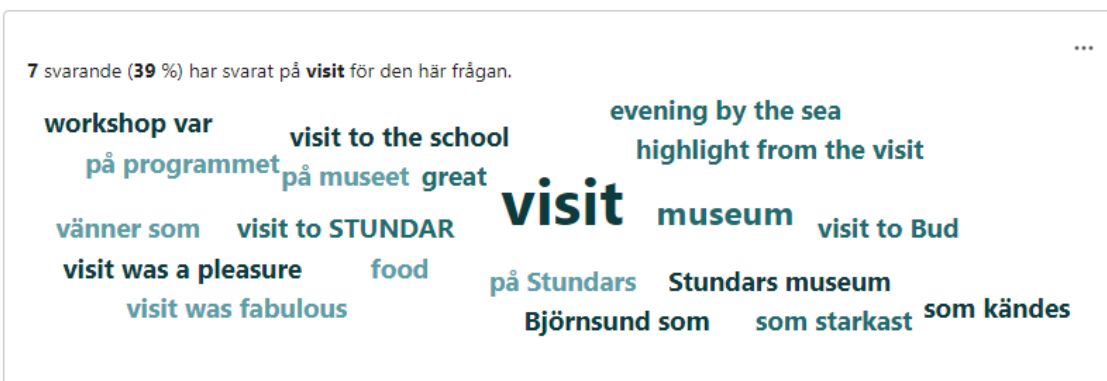 7 svarande (39 %) har svarat på visit för den här frågan.
evening by the sea
workshop var
visit to the school
highlight from the visit
på programmet
på museet
great
visit
museum
vänner som
visit to STUNDAR
visit to Bud
visit was a pleasure
food
på Stundars
Stundars museum
visit was fabulous
Björnsund som
som starkast
som kändes